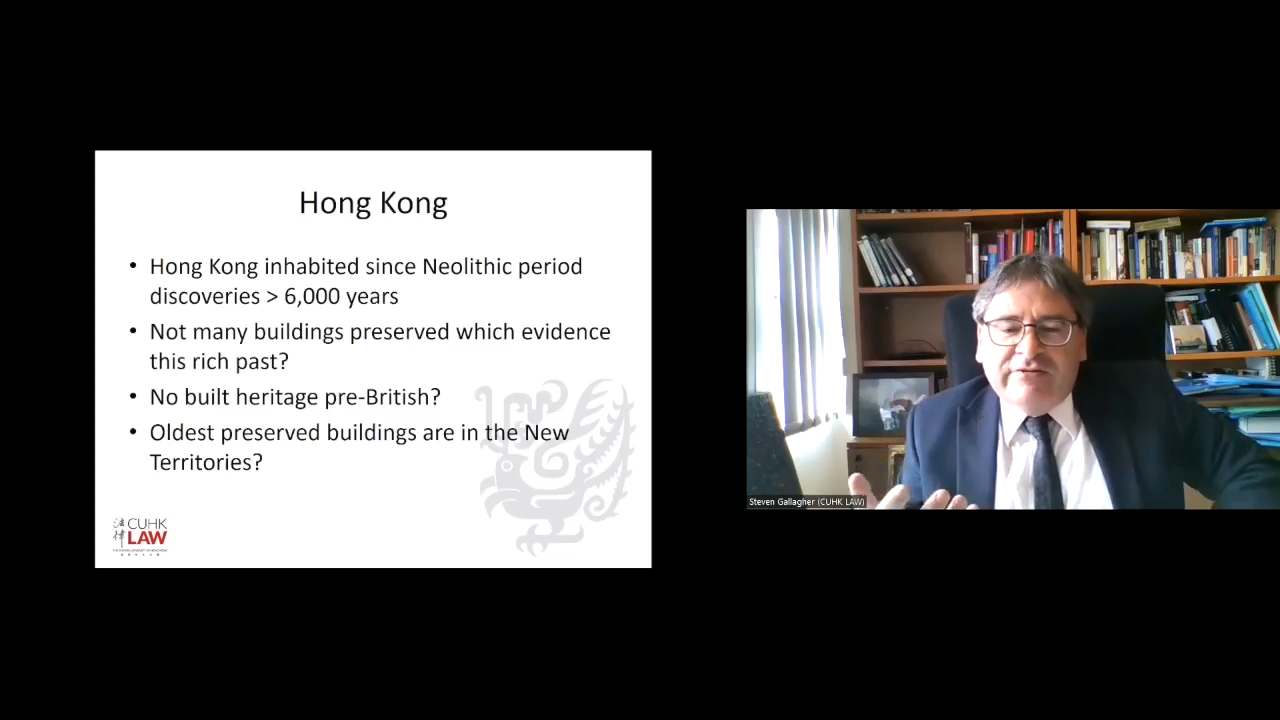 Hong Kong
• Hong Kong inhabited since Neolithic period
discoveries > 6,000 years
• Not many buildings preserved which evidence
this rich past?
• No built heritage pre-British?
• Oldest preserved buildings are in the New
Territories?
法律
CUHK
LAW
Steven Gallagher (CUHK LAW)